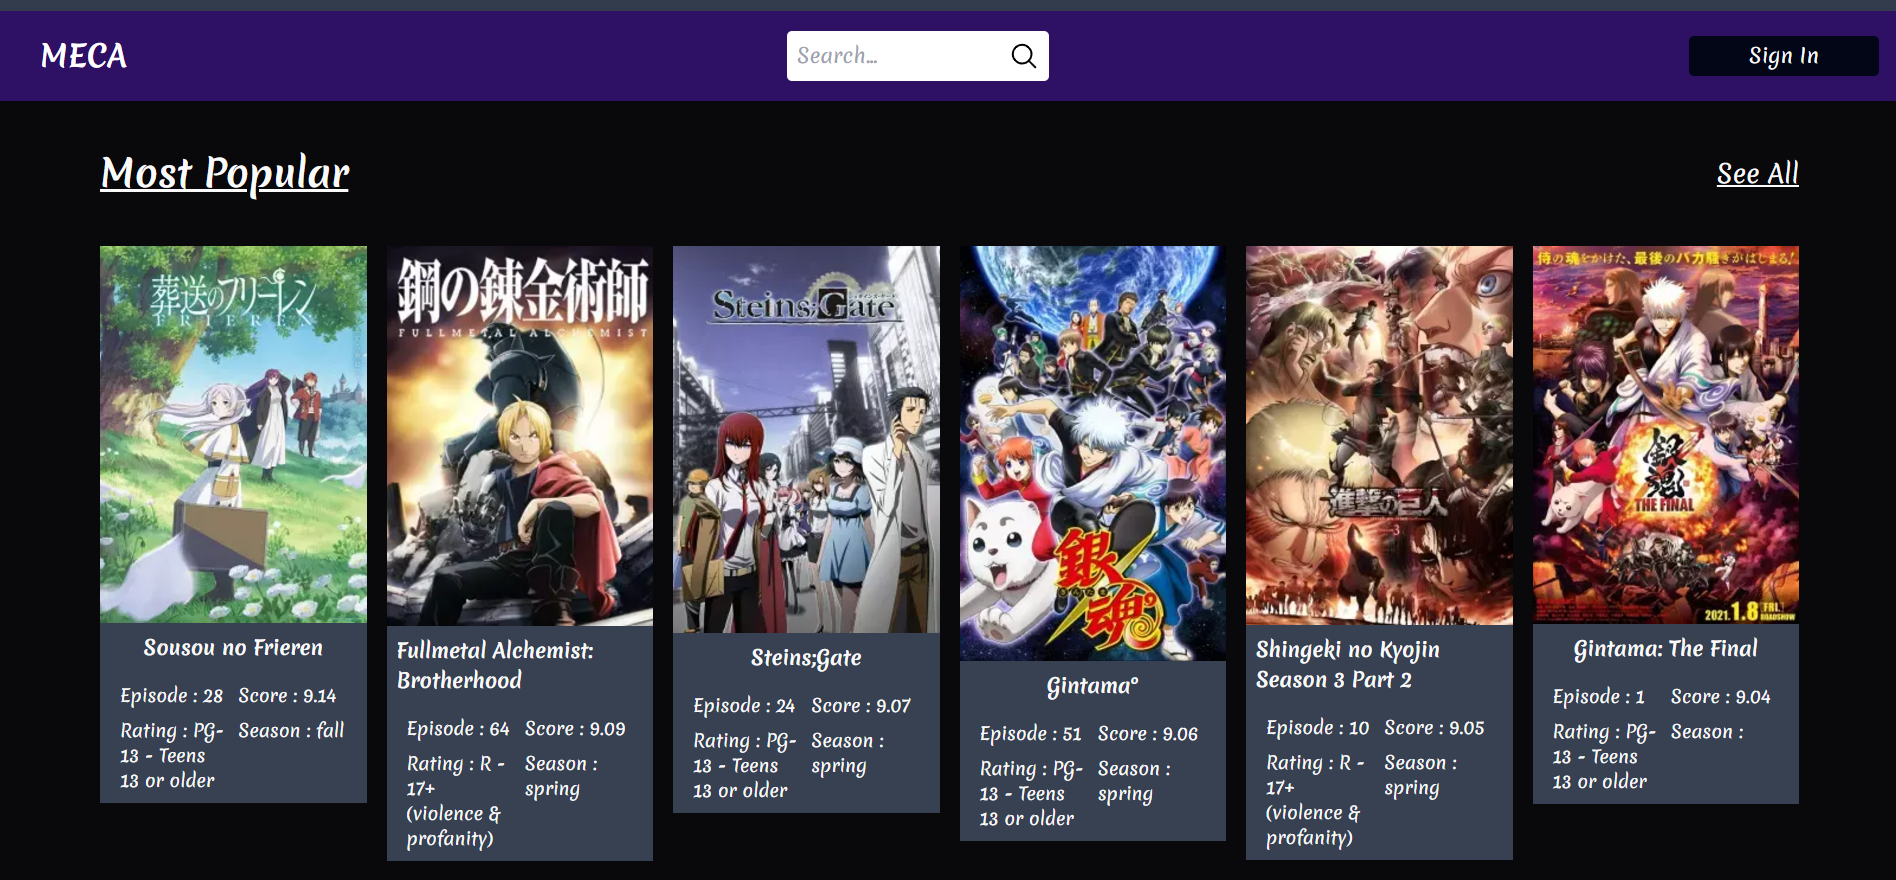 MECA
Search...
Sign In
Most Popular
See All
葬送のフリーレン
FRIEREN
Sousou no Frieren
Episode : 28 Score : 9.14
Rating : PG- Season : fall
13 - Teens
13 or older
鋼の錬金術師
FULLMETAL ALCHEMIST
Fullmetal Alchemist:
Brotherhood
Episode : 64 Score : 9.09
Rating : R - Season :
17+ spring
(violence &
profanity)
Steins;Gate
Steins;Gate
Episode : 24 Score : 9.07
Rating : PG- Season :
13 - Teens spring
13 or older
銀魂°
Gintama°
Episode : 51 Score : 9.06
Rating : PG- Season :
13 - Teens spring
13 or older
進撃の巨人
Shingeki no Kyojin
Season 3 Part 2
Episode : 10 Score : 9.05
Rating : R - Season :
17+ spring
(violence &
profanity)
侍の魂をかけた、最後のバカ騒ぎがはじまる!
銀魂
THE FINAL
2021.1.8 FRI.
ROADSHOW
Gintama: The Final
Episode : 1 Score : 9.04
Rating : PG- Season :
13 - Teens
13 or older